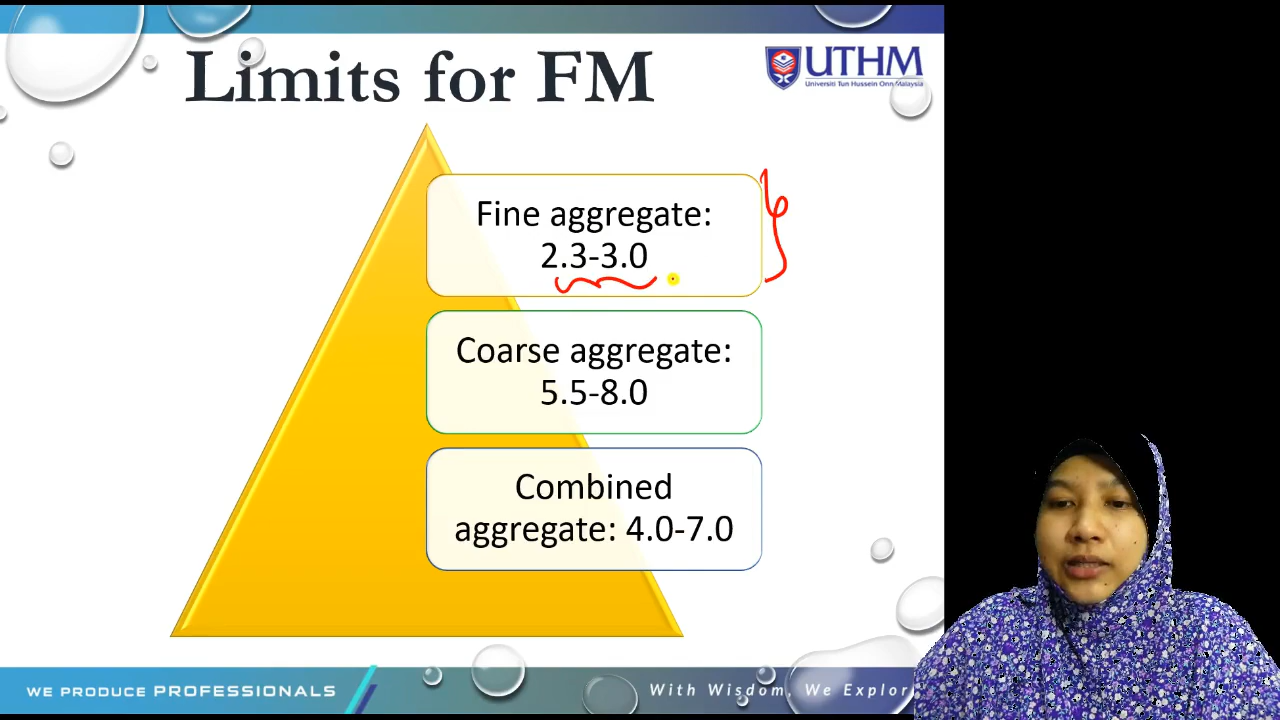 Limits for FM
UTHM
Universiti Tun Hussein Onn Malaysia
Fine aggregate:
2.3-3.0
Coarse aggregate:
5.5-8.0
Combined
aggregate: 4.0-7.0
WE PRODUCE PROFESSIONALS
With Wisdom, We Explor